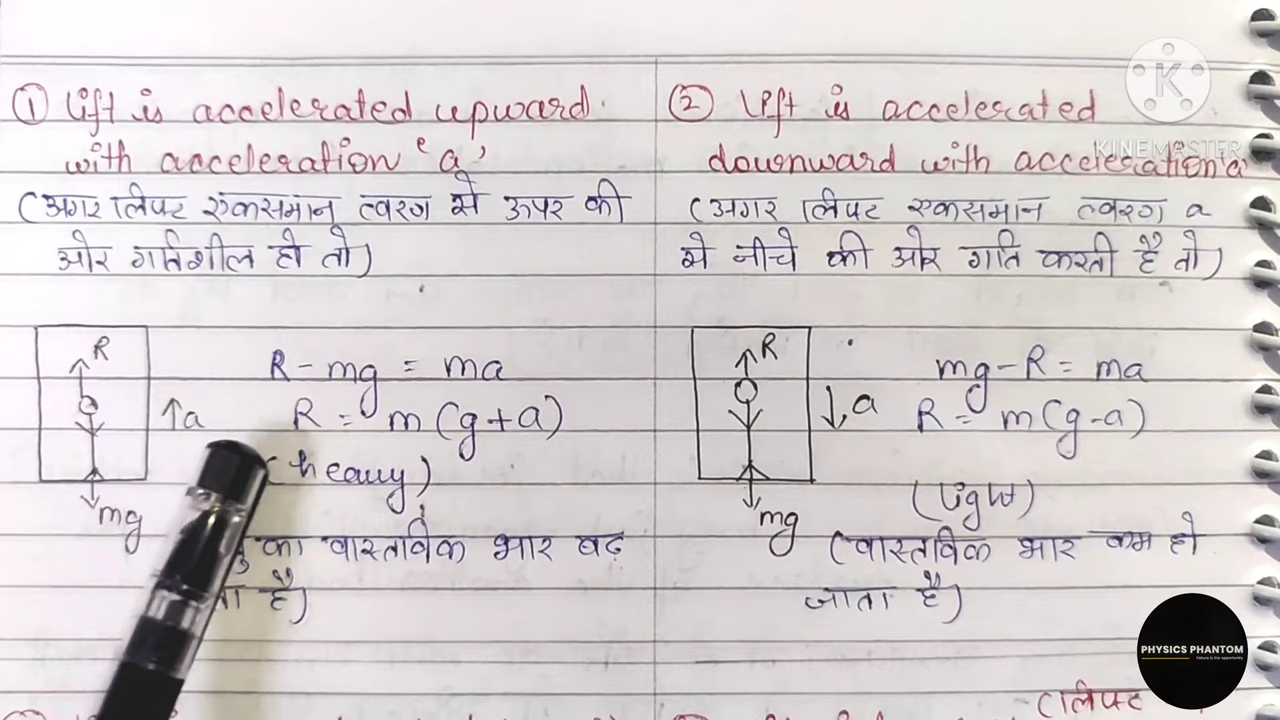 ① Lift is accelerated upward
with acceleration 'a'
(अगर लिफ्ट एकसमान त्वरण से ऊपर की
ओर गतिशील हो तो)
R
↑a
mg
R - mg = ma
R = m(g+a)
(heavy)
का वास्तविक भार बढ़
है)
② Lift is accelerated
downward with acceleration 'a'
(अगर लिफ्ट एकसमान त्वरण a
से नीचे की ओर गति करती है तो)
R
↓a
mg
mg - R = ma
R = m(g-a)
(Light)
(वास्तविक भार कम हो
जाता है)
(लिफ्ट
KINEMASTER
PHYSICS PHANTOM